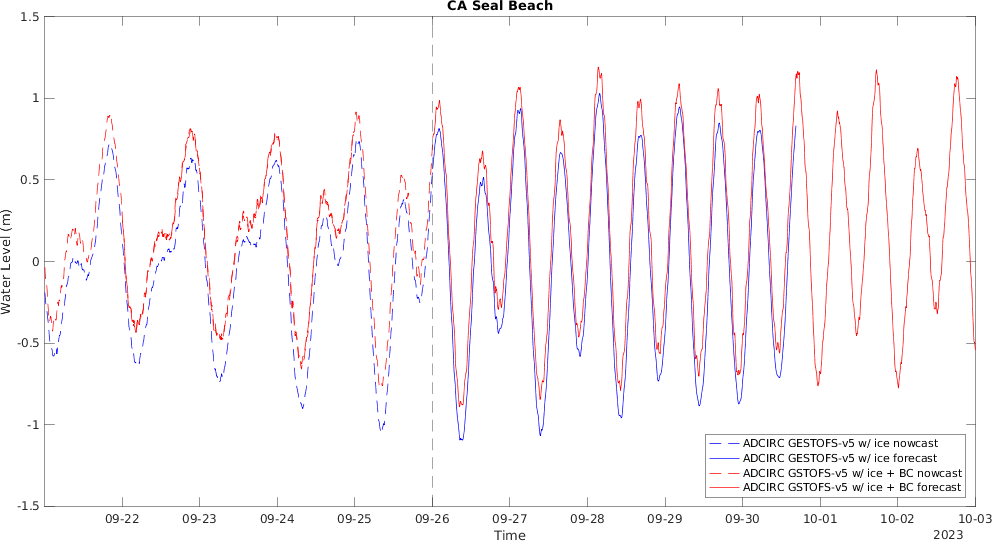 CA Seal Beach
1.5
1
0.5
0
-0.5
-1
-1.5
Water Level (m)
ADCIRC GESTOFS-v5 w/ ice nowcast
ADCIRC GESTOFS-v5 w/ ice forecast
ADCIRC GSTOFS-v5 w/ ice + BC nowcast
ADCIRC GSTOFS-v5 w/ ice + BC forecast
09-22 09-23 09-24 09-25 09-26 09-27 09-28 09-29 09-30 10-01 10-02 10-03
Time
2023